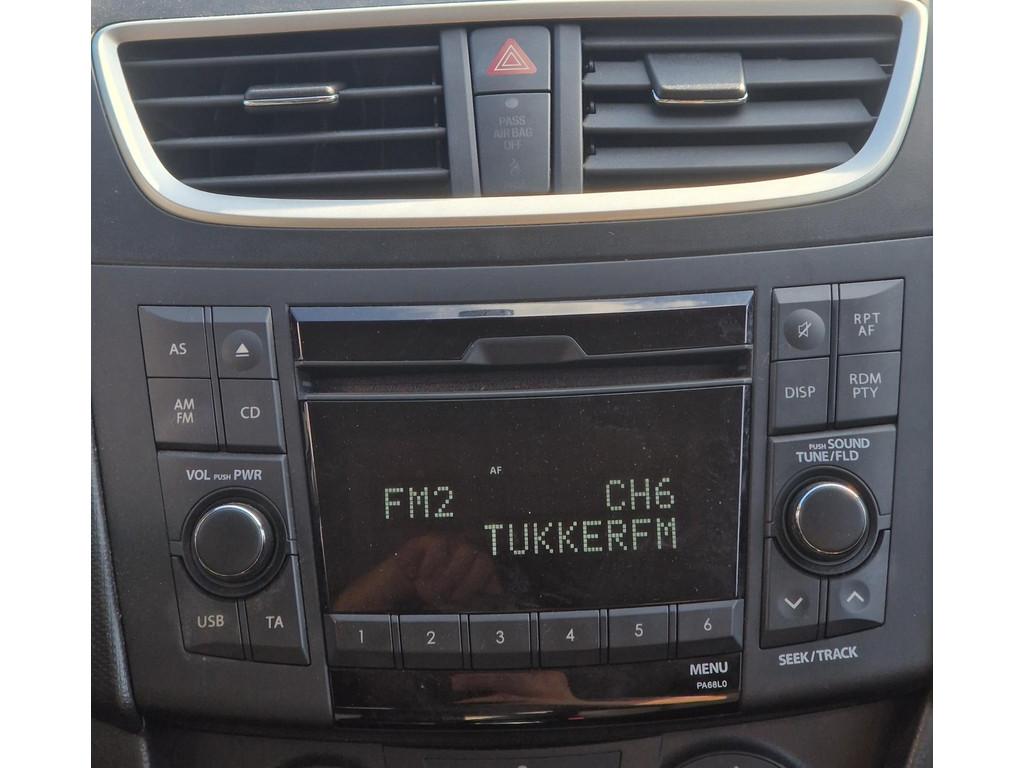 PASS
AIR BAG
OFF
AS
AM
FM
CD
RPT
AF
DISP
RDM
PTY
VOL PUSH PWR
PUSH SOUND
TUNE/FLD
AF
FM2 CH6
TUKKERFM
USB
TA
1 2 3 4 5 6
SEEK/TRACK
MENU
PA68L0